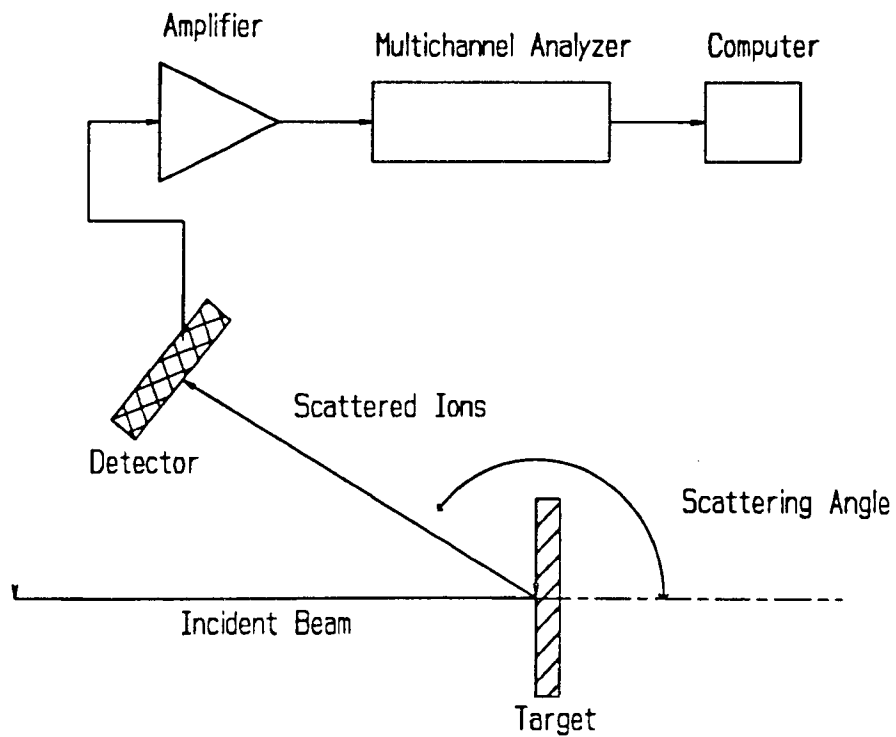 Amplifier
Multichannel Analyzer
Computer
Scattered Ions
Detector
Scattering Angle
Incident Beam
Target